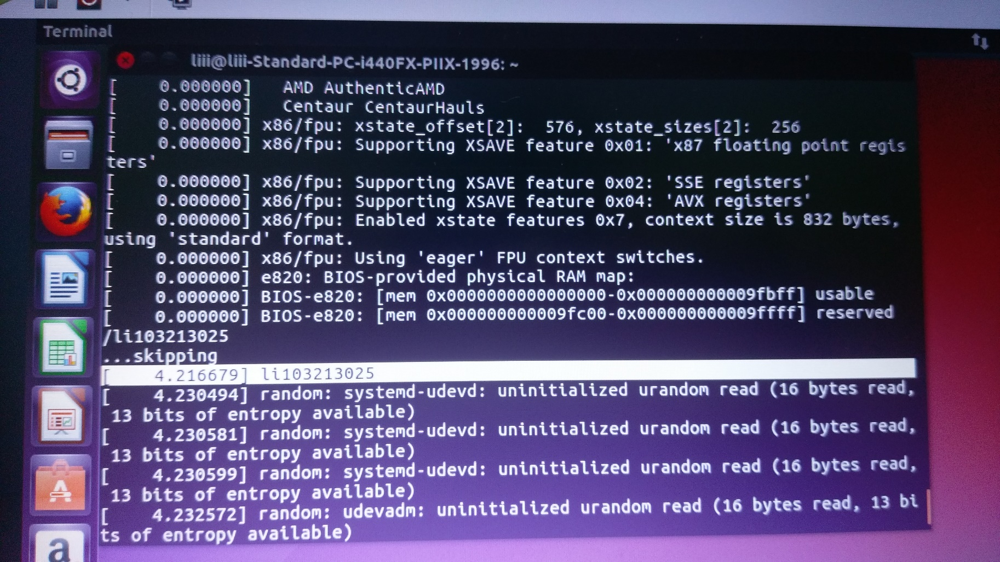 Terminal
liii@liii-Standard-PC-i440FX-PIIX-1996: ~
[    0.000000]   AMD AuthenticAMD
[    0.000000]   Centaur CentaurHauls
[    0.000000] x86/fpu: xstate_offset[2]:  576, xstate_sizes[2]:  256
[    0.000000] x86/fpu: Supporting XSAVE feature 0x01: 'x87 floating point regis
ters'
[    0.000000] x86/fpu: Supporting XSAVE feature 0x02: 'SSE registers'
[    0.000000] x86/fpu: Supporting XSAVE feature 0x04: 'AVX registers'
[    0.000000] x86/fpu: Enabled xstate features 0x7, context size is 832 bytes,
using 'standard' format.
[    0.000000] x86/fpu: Using 'eager' FPU context switches.
[    0.000000] e820: BIOS-provided physical RAM map:
[    0.000000] BIOS-e820: [mem 0x0000000000000000-0x000000000009fbff] usable
[    0.000000] BIOS-e820: [mem 0x000000000009fc00-0x000000000009ffff] reserved
/li103213025
...skipping
[    4.216679] li103213025
[    4.230494] random: systemd-udevd: uninitialized urandom read (16 bytes read,
 13 bits of entropy available)
[    4.230581] random: systemd-udevd: uninitialized urandom read (16 bytes read,
 13 bits of entropy available)
[    4.230599] random: systemd-udevd: uninitialized urandom read (16 bytes read,
 13 bits of entropy available)
[    4.232572] random: udevadm: uninitialized urandom read (16 bytes read, 13 bi
ts of entropy available)
a